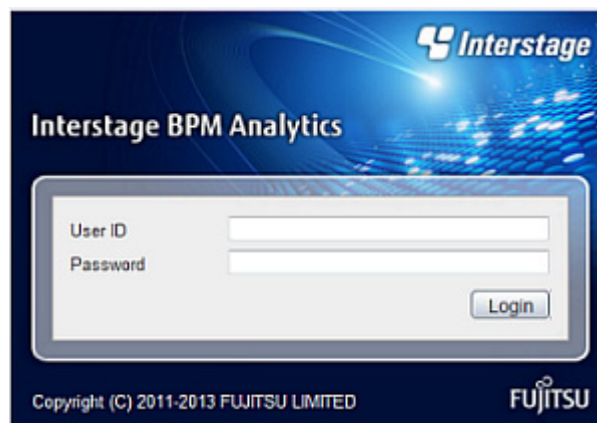 Interstage
Interstage BPM Analytics
User ID
Password
Login
Copyright (C) 2011-2013 FUJITSU LIMITED
FUJITSU